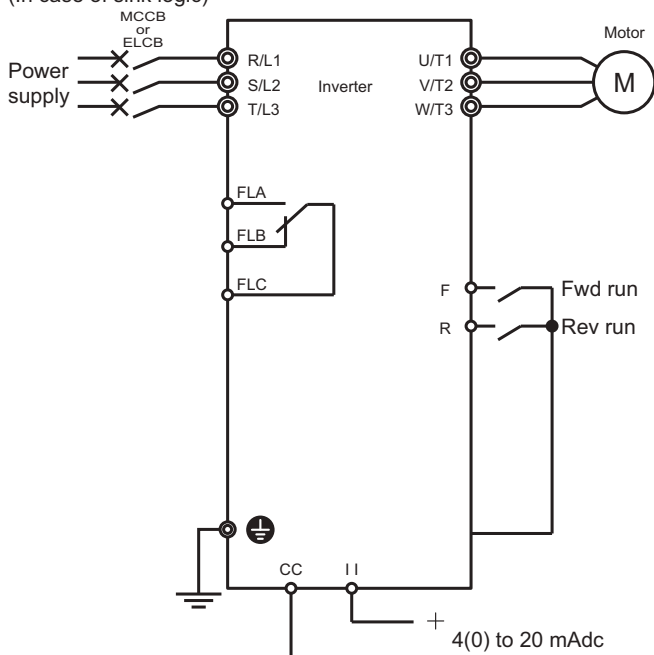 (In case of sink logic)
MCCB
or
ELCB
Power
supply
R/L1
S/L2
T/L3
Inverter
U/T1
V/T2
W/T3
Motor
M
FLA
FLB
FLC
F
Fwd run
R
Rev run
CC
I I
+
4(0) to 20 mAdc